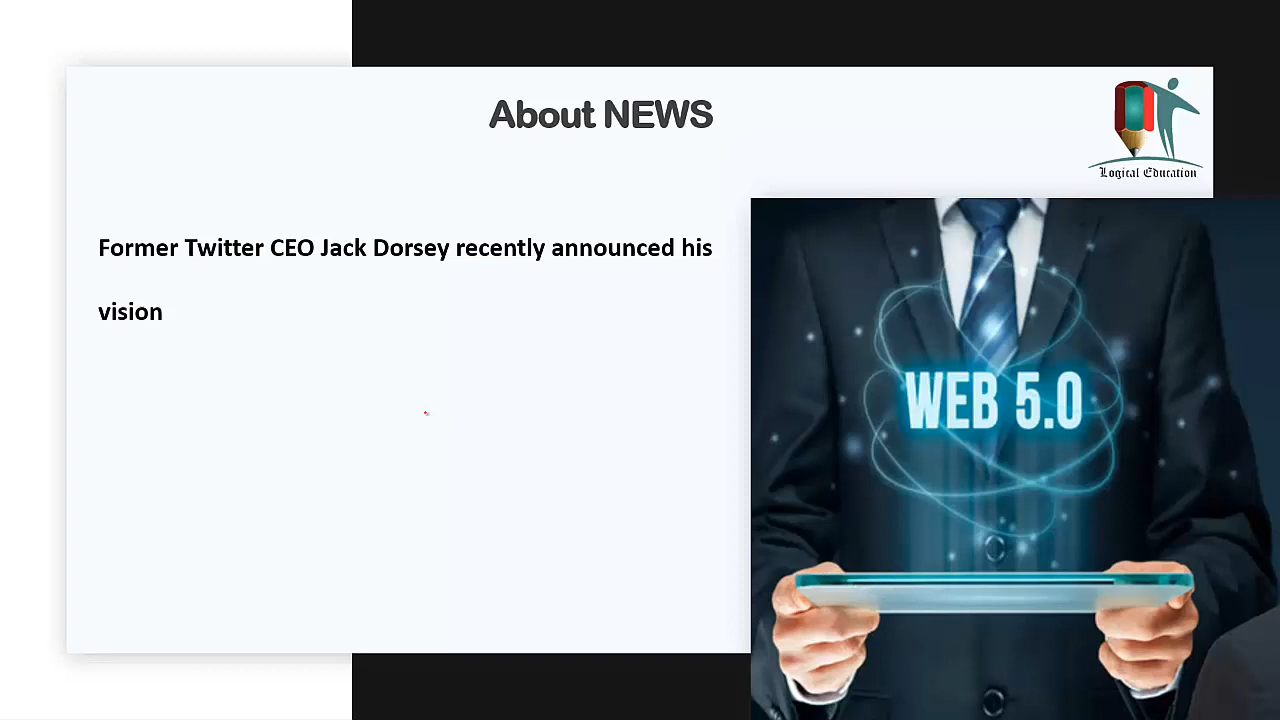 About NEWS
Logical Education
Former Twitter CEO Jack Dorsey recently announced his
vision
WEB 5.0